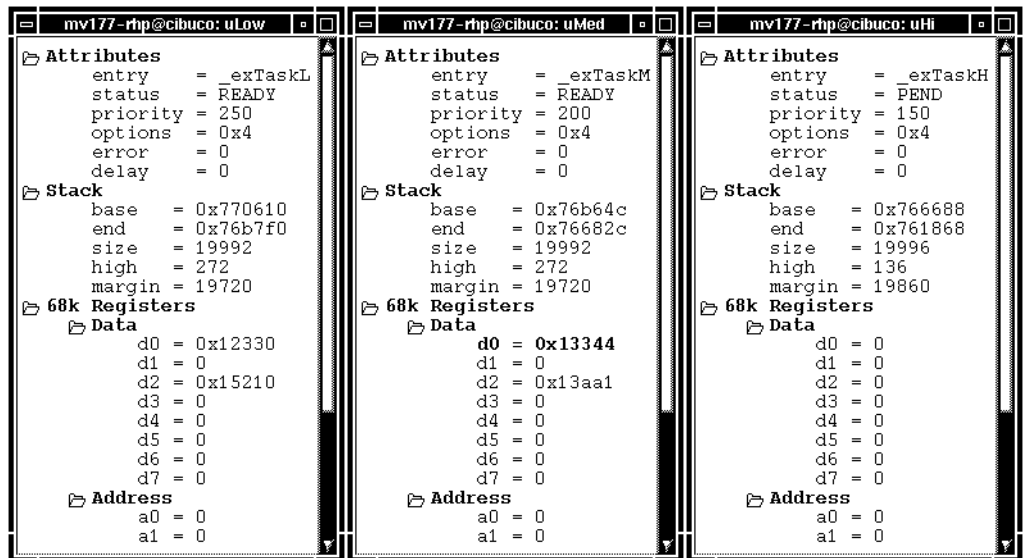 mv177-rhp@cibuco: uLow
Attributes
entry = _exTaskL
status = READY
priority = 250
options = 0x4
error = 0
delay = 0
Stack
base = 0x770610
end = 0x76b7f0
size = 19992
high = 272
margin = 19720
68k Registers
Data
d0 = 0x12330
d1 = 0
d2 = 0x15210
d3 = 0
d4 = 0
d5 = 0
d6 = 0
d7 = 0
Address
a0 = 0
a1 = 0
mv177-rhp@cibuco: uMed
Attributes
entry = _exTaskM
status = READY
priority = 200
options = 0x4
error = 0
delay = 0
Stack
base = 0x76b64c
end = 0x76682c
size = 19992
high = 272
margin = 19720
68k Registers
Data
d0 = 0x13344
d1 = 0
d2 = 0x13aa1
d3 = 0
d4 = 0
d5 = 0
d6 = 0
d7 = 0
Address
a0 = 0
a1 = 0
mv177-rhp@cibuco: uHi
Attributes
entry = _exTaskH
status = PEND
priority = 150
options = 0x4
error = 0
delay = 0
Stack
base = 0x766688
end = 0x761868
size = 19996
high = 136
margin = 19860
68k Registers
Data
d0 = 0
d1 = 0
d2 = 0
d3 = 0
d4 = 0
d5 = 0
d6 = 0
d7 = 0
Address
a0 = 0
a1 = 0